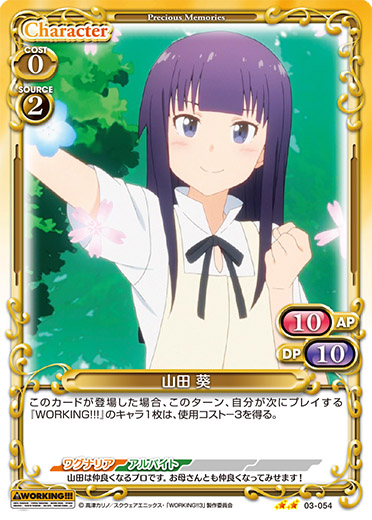 Precious Memories
Character
COST
0
SOURCE
2
10 AP
DP 10
山田 葵
このカードが登場した場合、このターン、自分が次にプレイする
『WORKING!!!』のキャラ1枚は、使用コスト－3を得る。
ワグナリア アルバイト
山田は仲良くなるプロです。お母さんとも仲良くなってみせます!
WORKING!!!
© 高津カリノ/スクウェアエニックス・「WORKING!!3」製作委員会
03-054